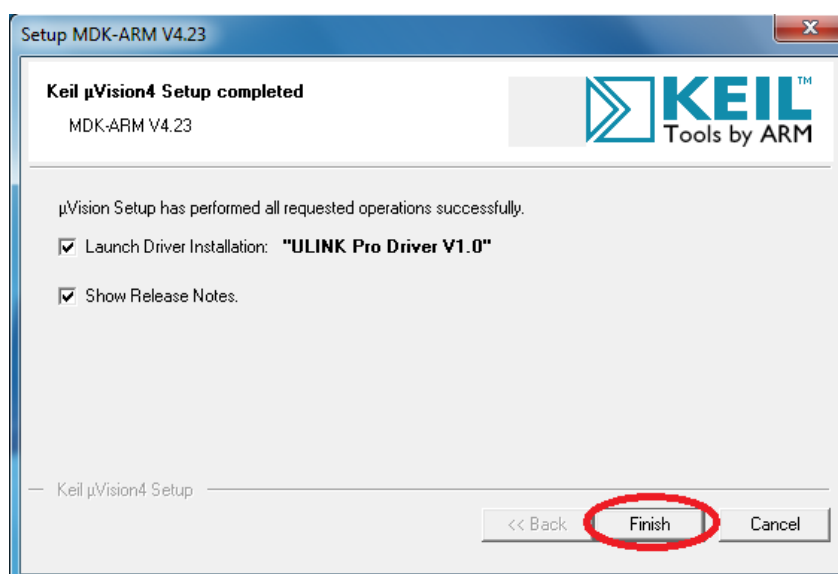 Setup MDK-ARM V4.23
X
Keil µVision4 Setup completed
MDK-ARM V4.23
KEIL™
Tools by ARM
µVision Setup has performed all requested operations successfully.
Launch Driver Installation: "ULINK Pro Driver V1.0"
Show Release Notes.
Keil µVision4 Setup
<< Back Finish Cancel